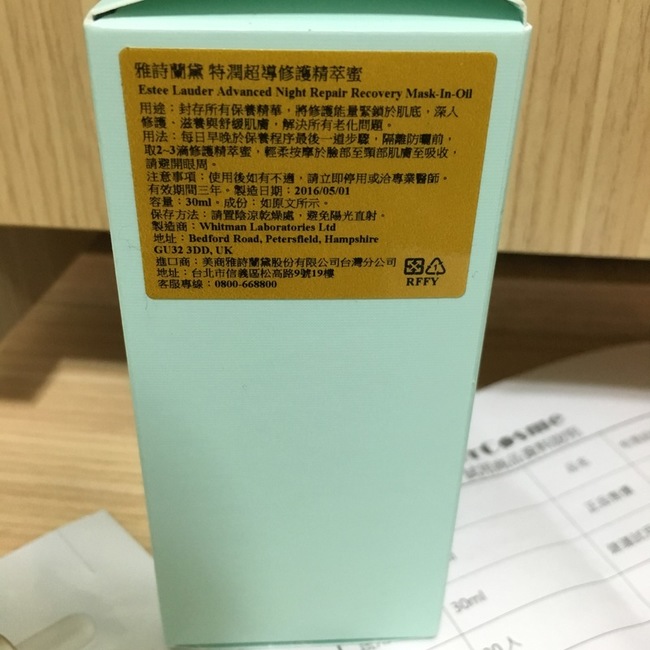 雅詩蘭黛 特潤超導修護精萃蜜
Estee Lauder Advanced Night Repair Recovery Mask-In-Oil
用途：封存所有保養精華，將修護能量緊鎖於肌底，深入
修護、滋養與舒緩肌膚，解決所有老化問題。
用法：每日早晚於保養程序最後一道步驟，隔離防曬前，
取2~3滴修護精萃蜜，輕柔按摩於臉部至頸部肌膚至吸收，
請避開眼周。
注意事項：使用後如有不適，請立即停用或洽專業醫師。
有效期間三年。製造日期：2016/05/01
容量：30ml。成份：如原文所示。
保存方法：請置陰涼乾燥處，避免陽光直射。
製造商：Whitman Laboratories Ltd
地址：Bedford Road, Petersfield, Hampshire
GU32 3DD, UK
進口商：美商雅詩蘭黛股份有限公司台灣分公司
地址：台北市信義區松高路9號19樓
客服專線：0800-668800
RFFY
品名
正品售價
30ml